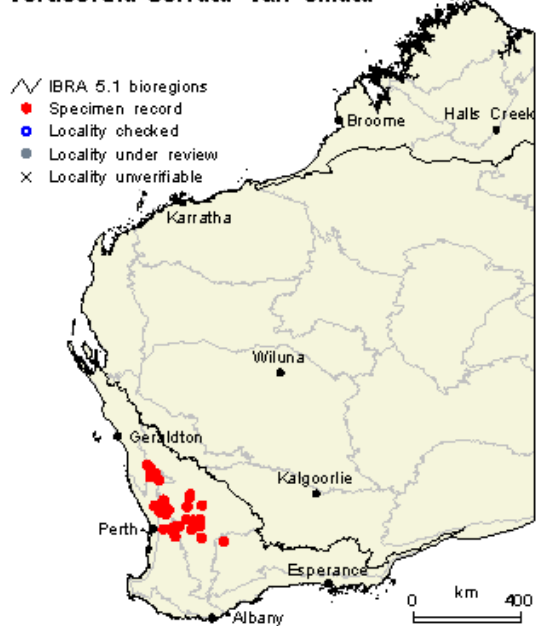 IBRA 5.1 bioregions
Specimen record
Locality checked
Locality under review
Locality unverifiable
Broome
Halls Creek
Karratha
Wiluna
Geraldton
Kalgoorlie
Perth
Esperance
Albany
km
0 400